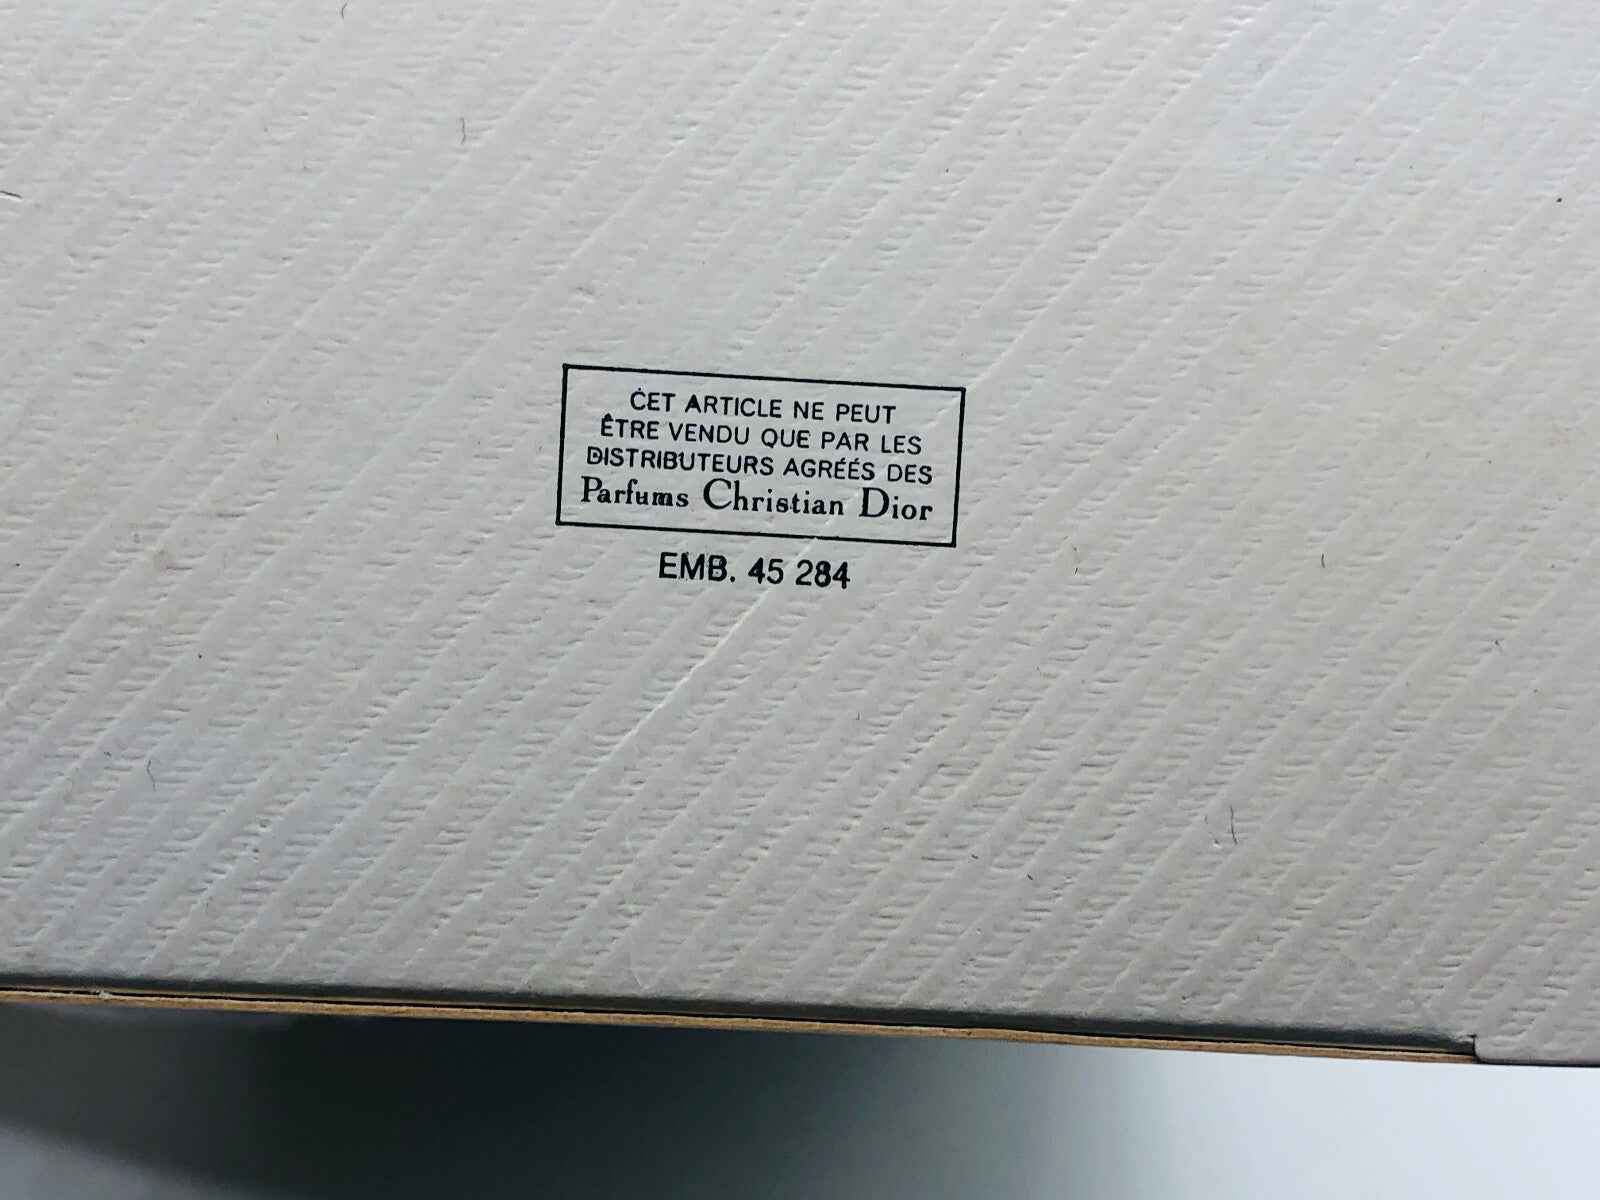 CET ARTICLE NE PEUT
ÊTRE VENDU QUE PAR LES
DISTRIBUTEURS AGRÉÉS DES
Parfums Christian Dior
EMB. 45 284